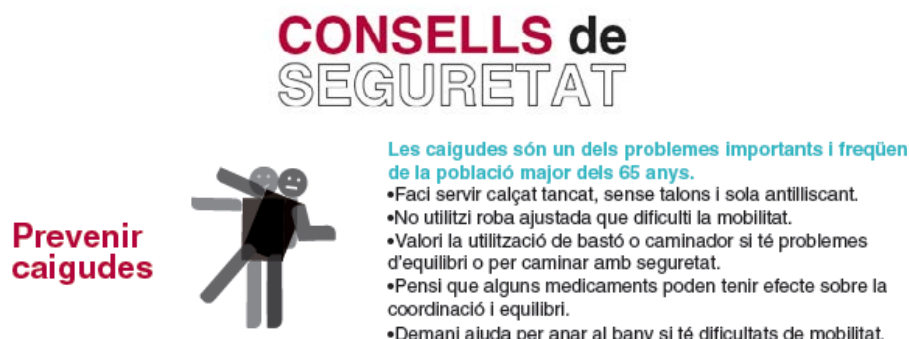 CONSELLS de
SEGURETAT
Prevenir
caigudes
Les caigudes són un dels problemes importants i freqüen
de la població major dels 65 anys.
•Faci servir calçat tancat, sense talons i sola antilliscant.
•No utilitzi roba ajustada que dificulti la mobilitat.
•Valori la utilització de bastó o caminador si té problemes
d'equilibri o per caminar amb seguretat.
•Pensi que alguns medicaments poden tenir efecte sobre la
coordinació i equilibri.
•Demani ajuda per anar al bany si té dificultats de mobilitat.